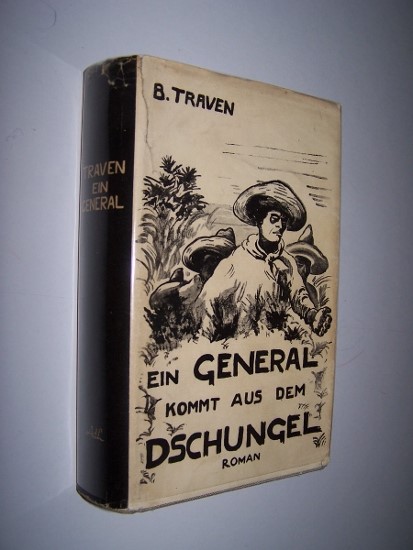 B. TRAVEN
EIN GENERAL
KOMMT AUS DEM
DSCHUNGEL
ROMAN
TRAVEN
EIN
GENERAL